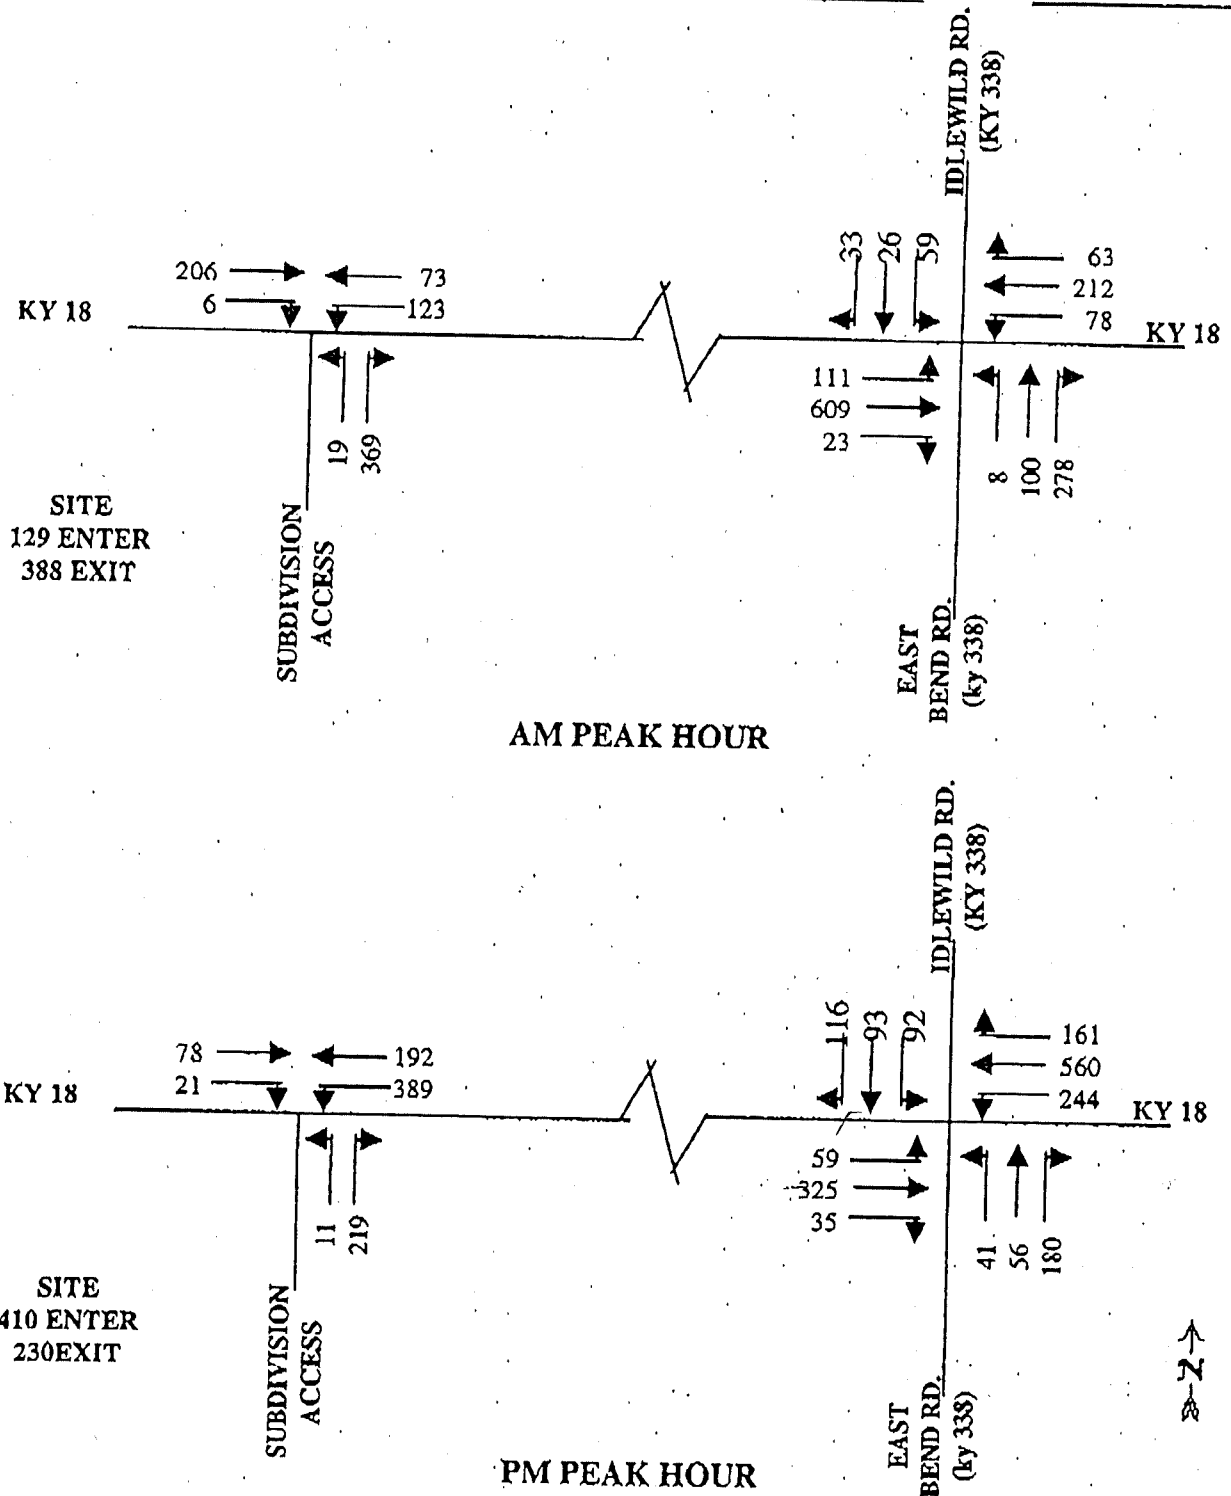 IDLEWILD RD.
(KY 338)
206
6
73
123
KY 18
33
26
59
63
212
78
KY 18
111
609
23
19
369
8
100
278
SITE
129 ENTER
388 EXIT
SUBDIVISION
ACCESS
EAST
BEND RD.
(ky 338)
AM PEAK HOUR
IDLEWILD RD.
(KY 338)
78
21
192
389
KY 18
116
93
92
161
560
244
KY 18
59
325
35
11
219
41
56
180
SITE
410 ENTER
230EXIT
SUBDIVISION
ACCESS
EAST
BEND RD.
(ky 338)
N
PM PEAK HOUR